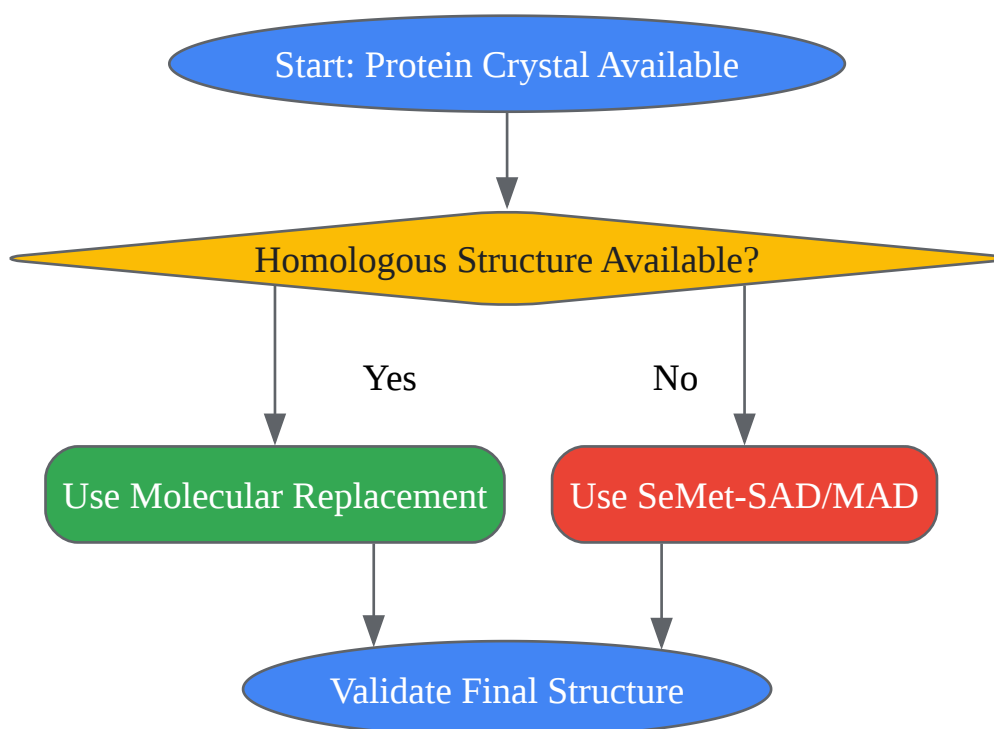 Start: Protein Crystal Available
Homologous Structure Available?
Yes
No
Use Molecular Replacement
Use SeMet-SAD/MAD
Validate Final Structure